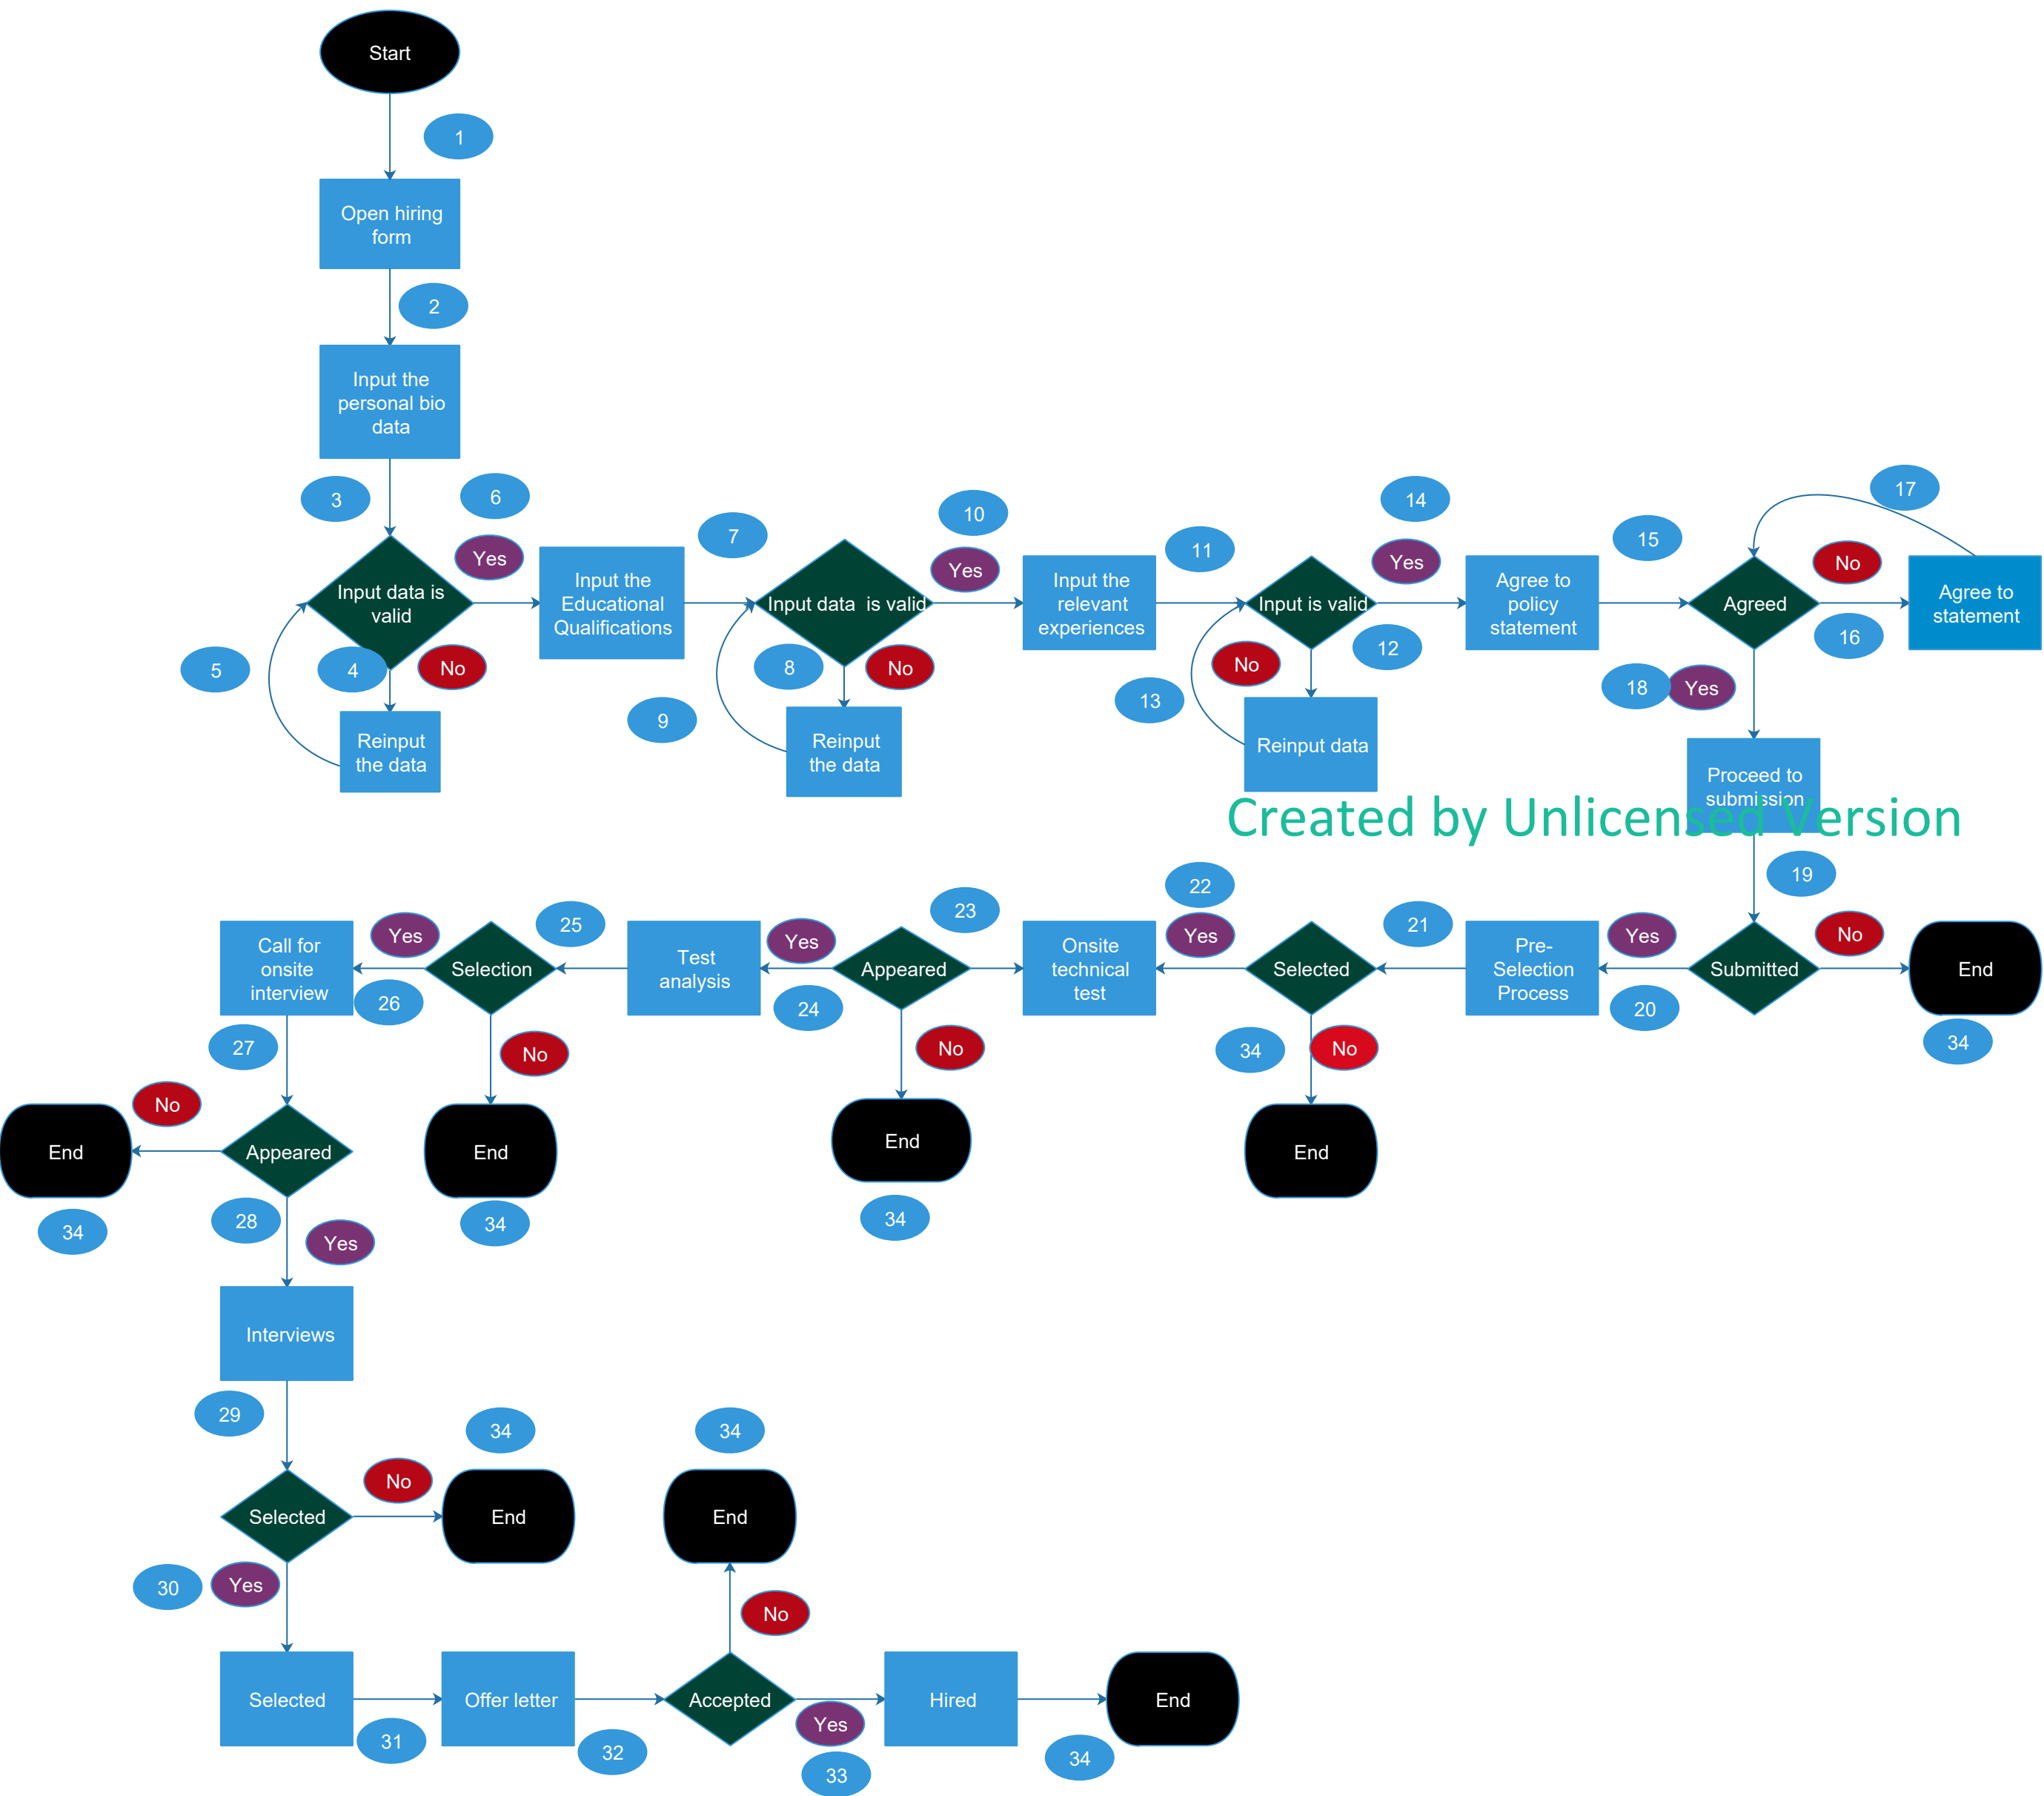 Start
1
Open hiring
form
2
Input the
personal bio
data
3
6
Yes
Input data is
valid
5
4
No
Reinput
the data
Input the
Educational
Qualifications
7
Input data  is valid
10
Yes
8
No
9
Reinput
the data
Input the
relevant
experiences
11
Input is valid
14
Yes
12
No
13
Reinput data
Agree to
policy
statement
15
Agreed
17
No
16
Agree to
statement
18
Yes
Proceed to
submission
Created by Unlicensed Version
19
Submitted
No
End
34
Yes
20
Pre-
Selection
Process
21
Selected
34
No
End
22
Yes
Onsite
technical
test
23
Appeared
No
End
34
Yes
24
Test
analysis
25
Selection
No
End
34
Yes
26
Call for
onsite
interview
27
Appeared
No
End
34
28
Yes
Interviews
29
Selected
No
34
End
30
Yes
Selected
31
Offer letter
32
Accepted
No
34
End
Yes
33
Hired
34
End